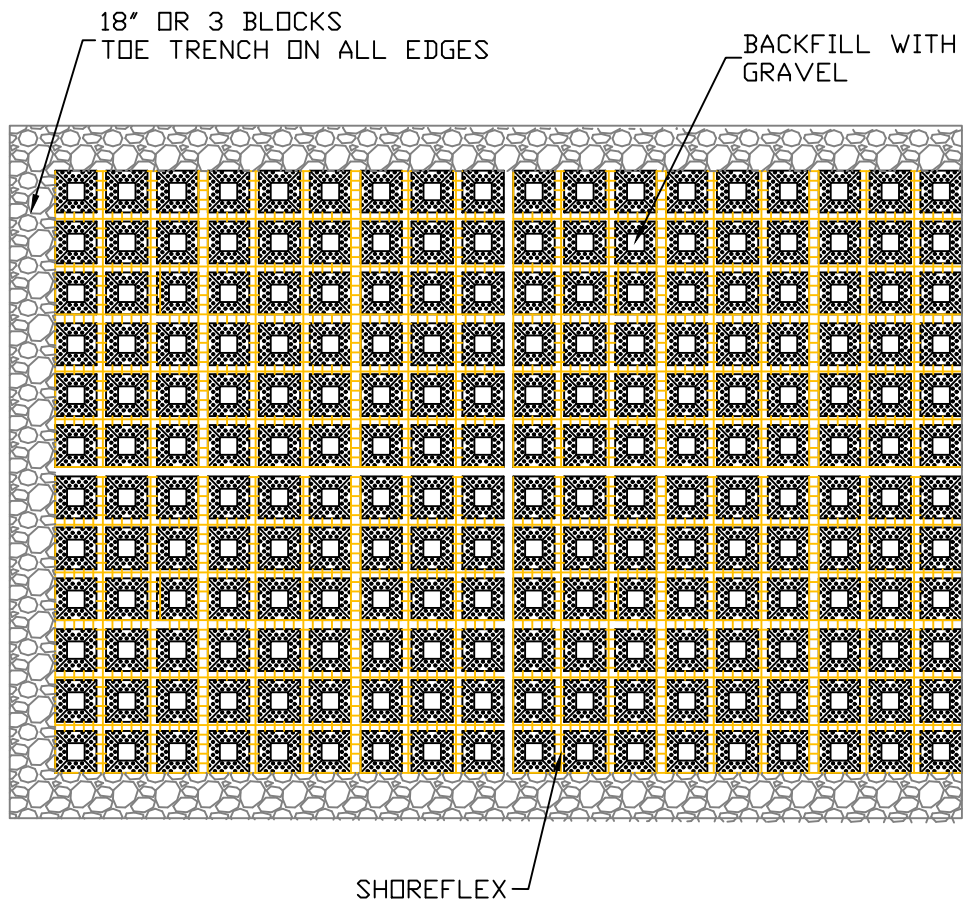 18" OR 3 BLOCKS
TOE TRENCH ON ALL EDGES
BACKFILL WITH
GRAVEL
SHOREFLEX